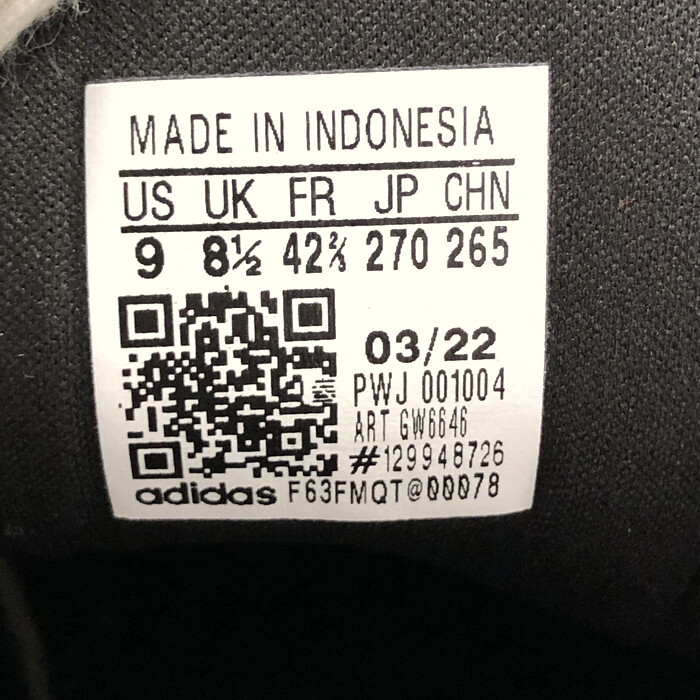 MADE IN INDONESIA
US UK FR JP CHN
9 8½ 42⅔ 270 265
03/22
PWJ 001004
ART GW6646
#129948726
adidas F63FMQT@00078